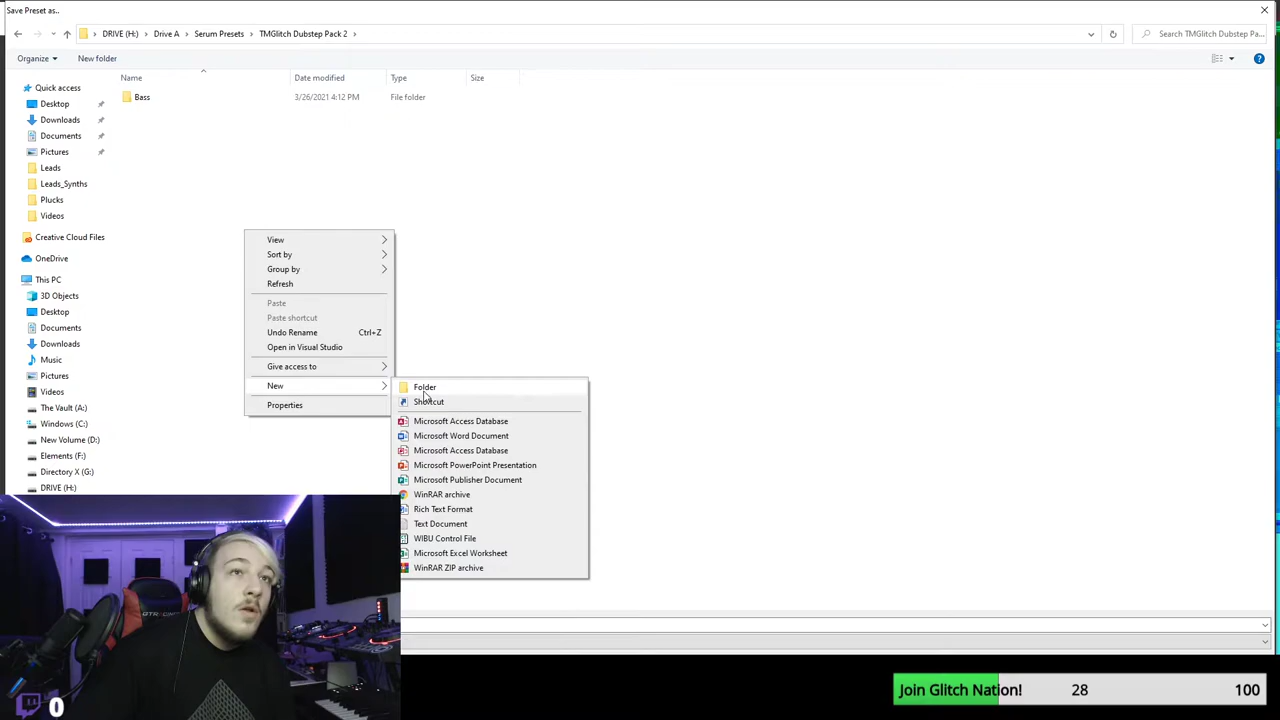 Save Preset as..
DRIVE (H:) > Drive A > Serum Presets > TMGlitch Dubstep Pack 2 >
Search TMGlitch Dubstep Pa...
Organize
New folder
Name
Date modified
Type
Size
Bass
3/26/2021 4:12 PM
File folder
Quick access
Desktop
Downloads
Documents
Pictures
Leads
Leads_Synths
Plucks
Videos
Creative Cloud Files
OneDrive
This PC
3D Objects
Desktop
Documents
Downloads
Music
Pictures
Videos
The Vault (A:)
Windows (C:)
New Volume (D:)
Elements (F:)
Directory X (G:)
DRIVE (H:)
View
Sort by
Group by
Refresh
Paste
Paste shortcut
Undo Rename Ctrl+Z
Open in Visual Studio
Give access to
New
Properties
Folder
Shortcut
Microsoft Access Database
Microsoft Word Document
Microsoft Access Database
Microsoft PowerPoint Presentation
Microsoft Publisher Document
WinRAR archive
Rich Text Format
Text Document
WIBU Control File
Microsoft Excel Worksheet
WinRAR ZIP archive
GTR
0
Join Glitch Nation! 28 100